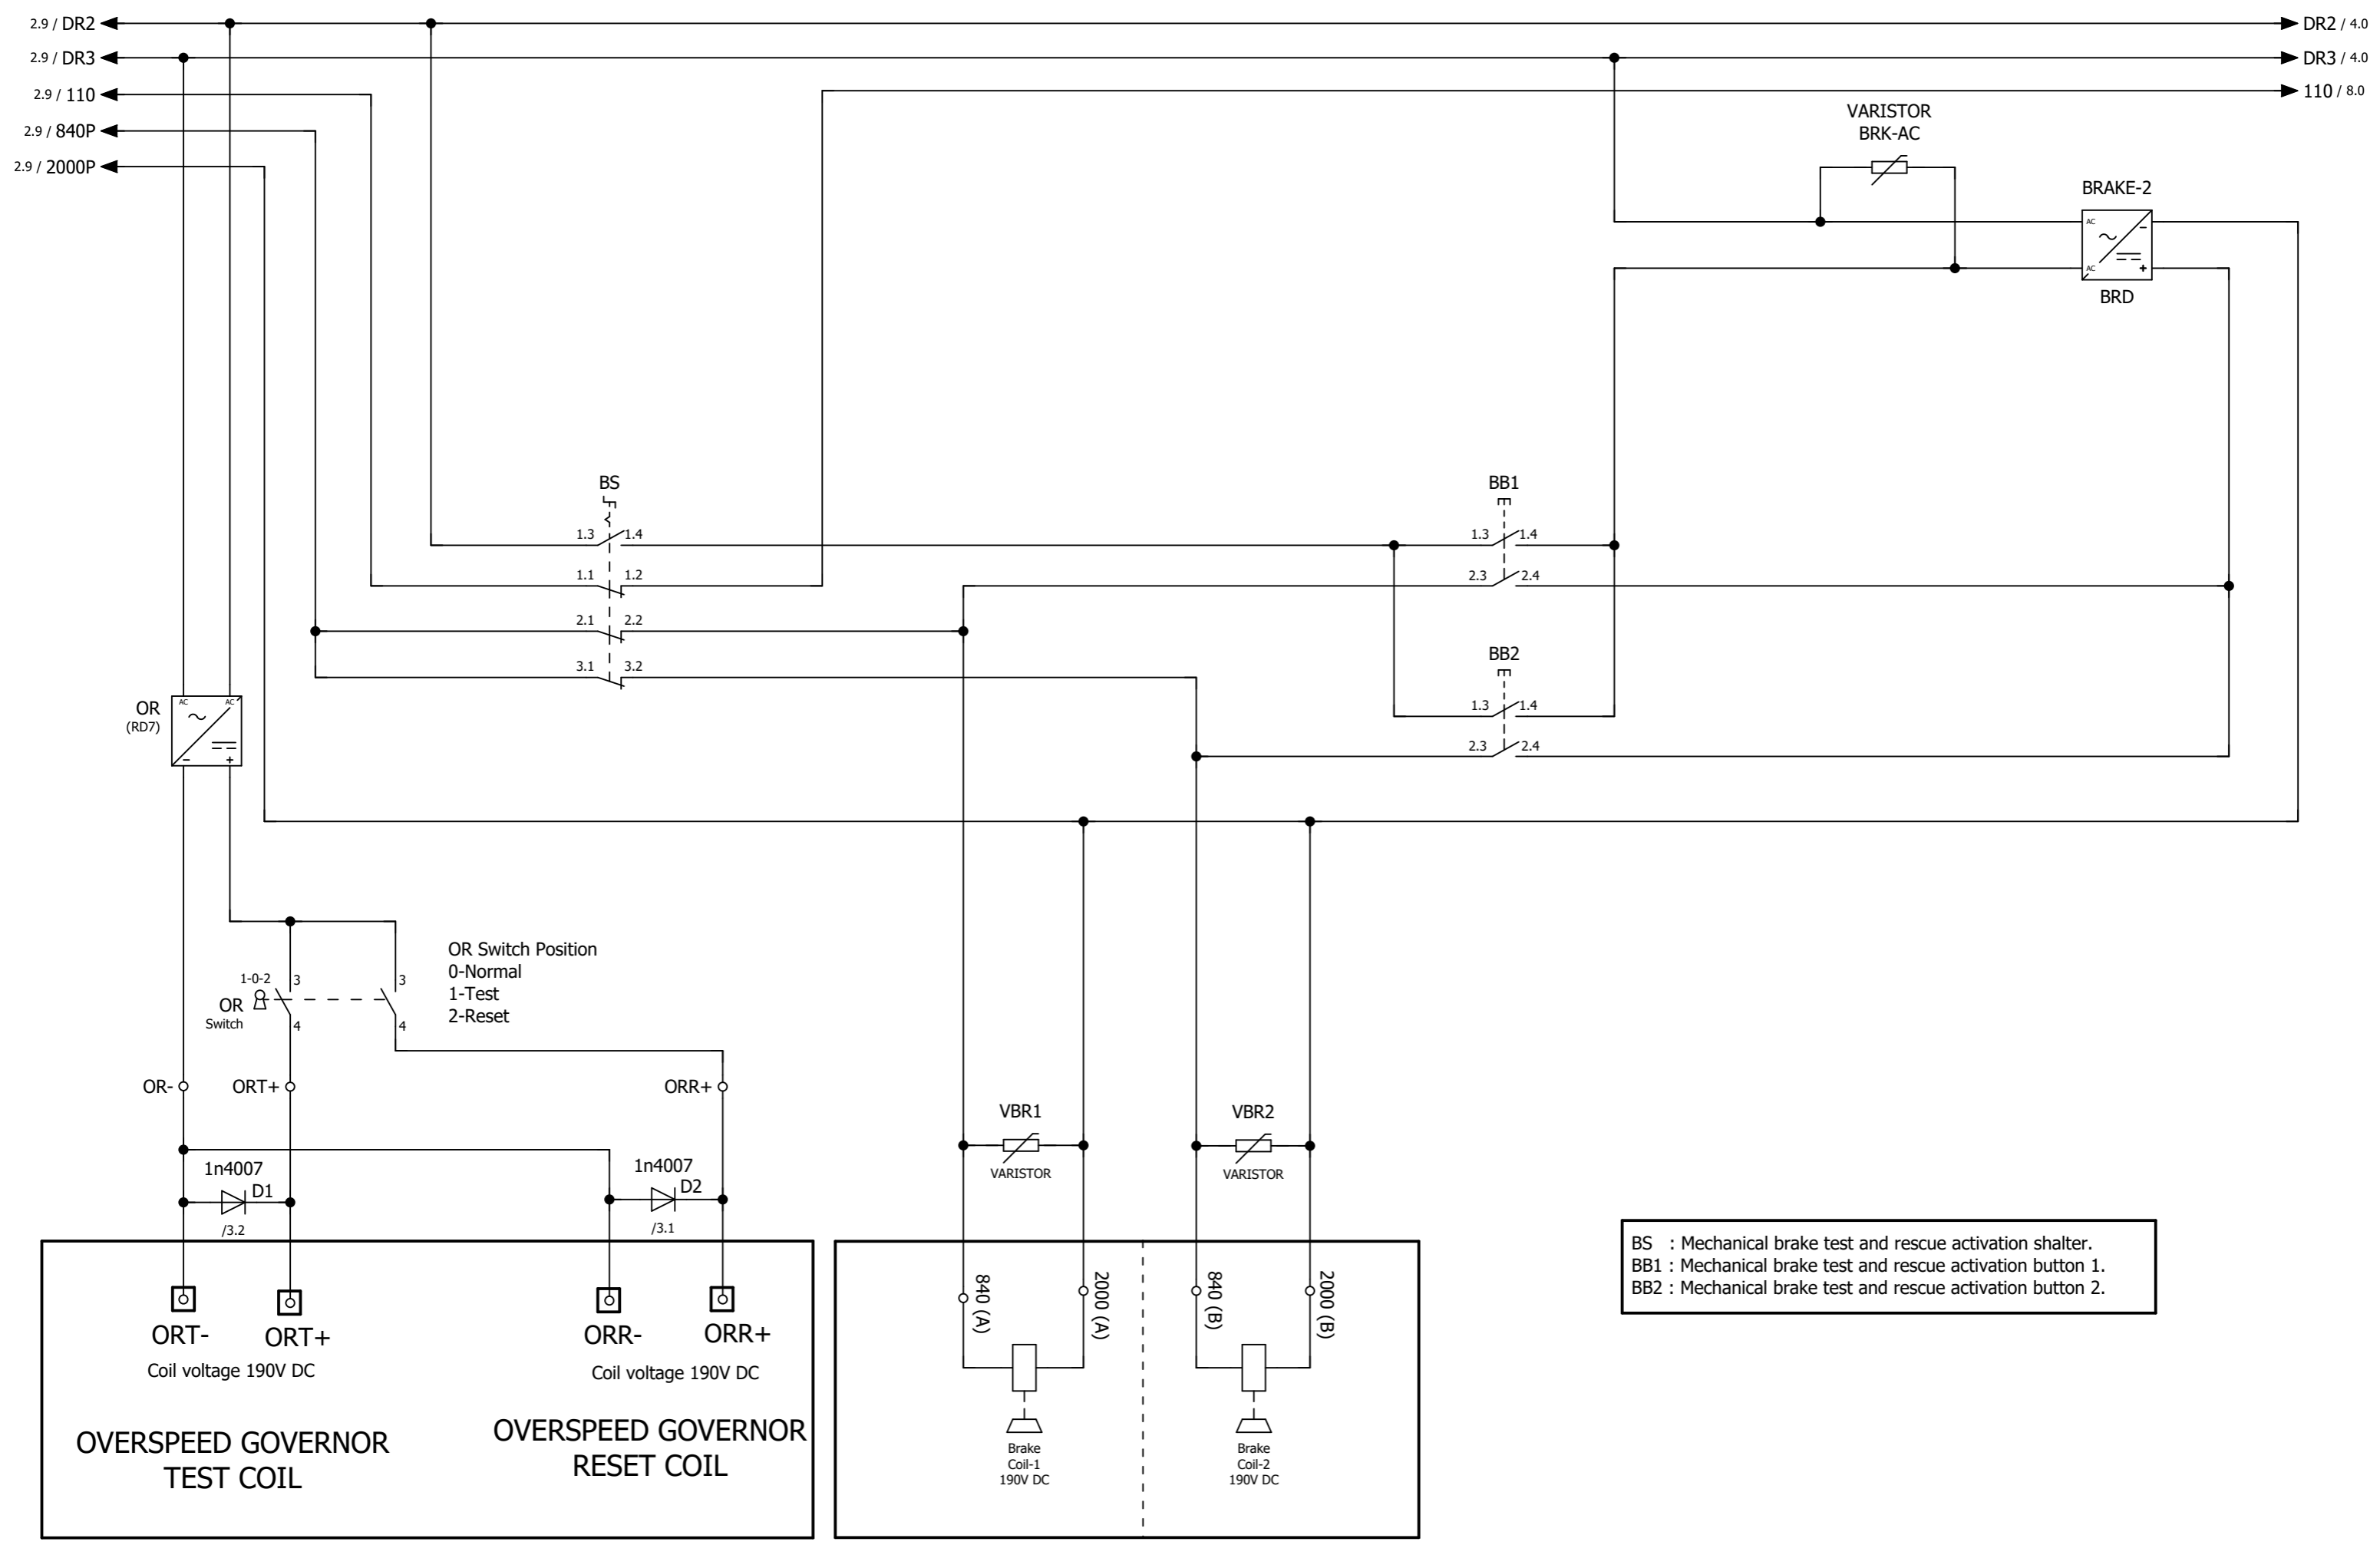 2.9 / DR2
DR2 / 4.0
2.9 / DR3
DR3 / 4.0
2.9 / 110
110 / 8.0
2.9 / 840P
2.9 / 2000P
VARISTOR
BRK-AC
BRAKE-2
AC
-
AC
+
BRD
BS
1.3
1.4
1.1
1.2
2.1
2.2
3.1
3.2
BB1
1.3
1.4
2.3
2.4
BB2
1.3
1.4
2.3
2.4
OR
(RD7)
AC
AC
-
+
OR Switch Position
0-Normal
1-Test
2-Reset
1-0-2
OR
Switch
3
4
3
4
OR-
ORT+
ORR+
1n4007
D1
/3.2
1n4007
D2
/3.1
VBR1
VARISTOR
VBR2
VARISTOR
ORT-
ORT+
Coil voltage 190V DC
OVERSPEED GOVERNOR
TEST COIL
ORR-
ORR+
Coil voltage 190V DC
OVERSPEED GOVERNOR
RESET COIL
840 (A)
2000 (A)
Brake
Coil-1
190V DC
840 (B)
2000 (B)
Brake
Coil-2
190V DC
BS : Mechanical brake test and rescue activation shalter.
BB1 : Mechanical brake test and rescue activation button 1.
BB2 : Mechanical brake test and rescue activation button 2.